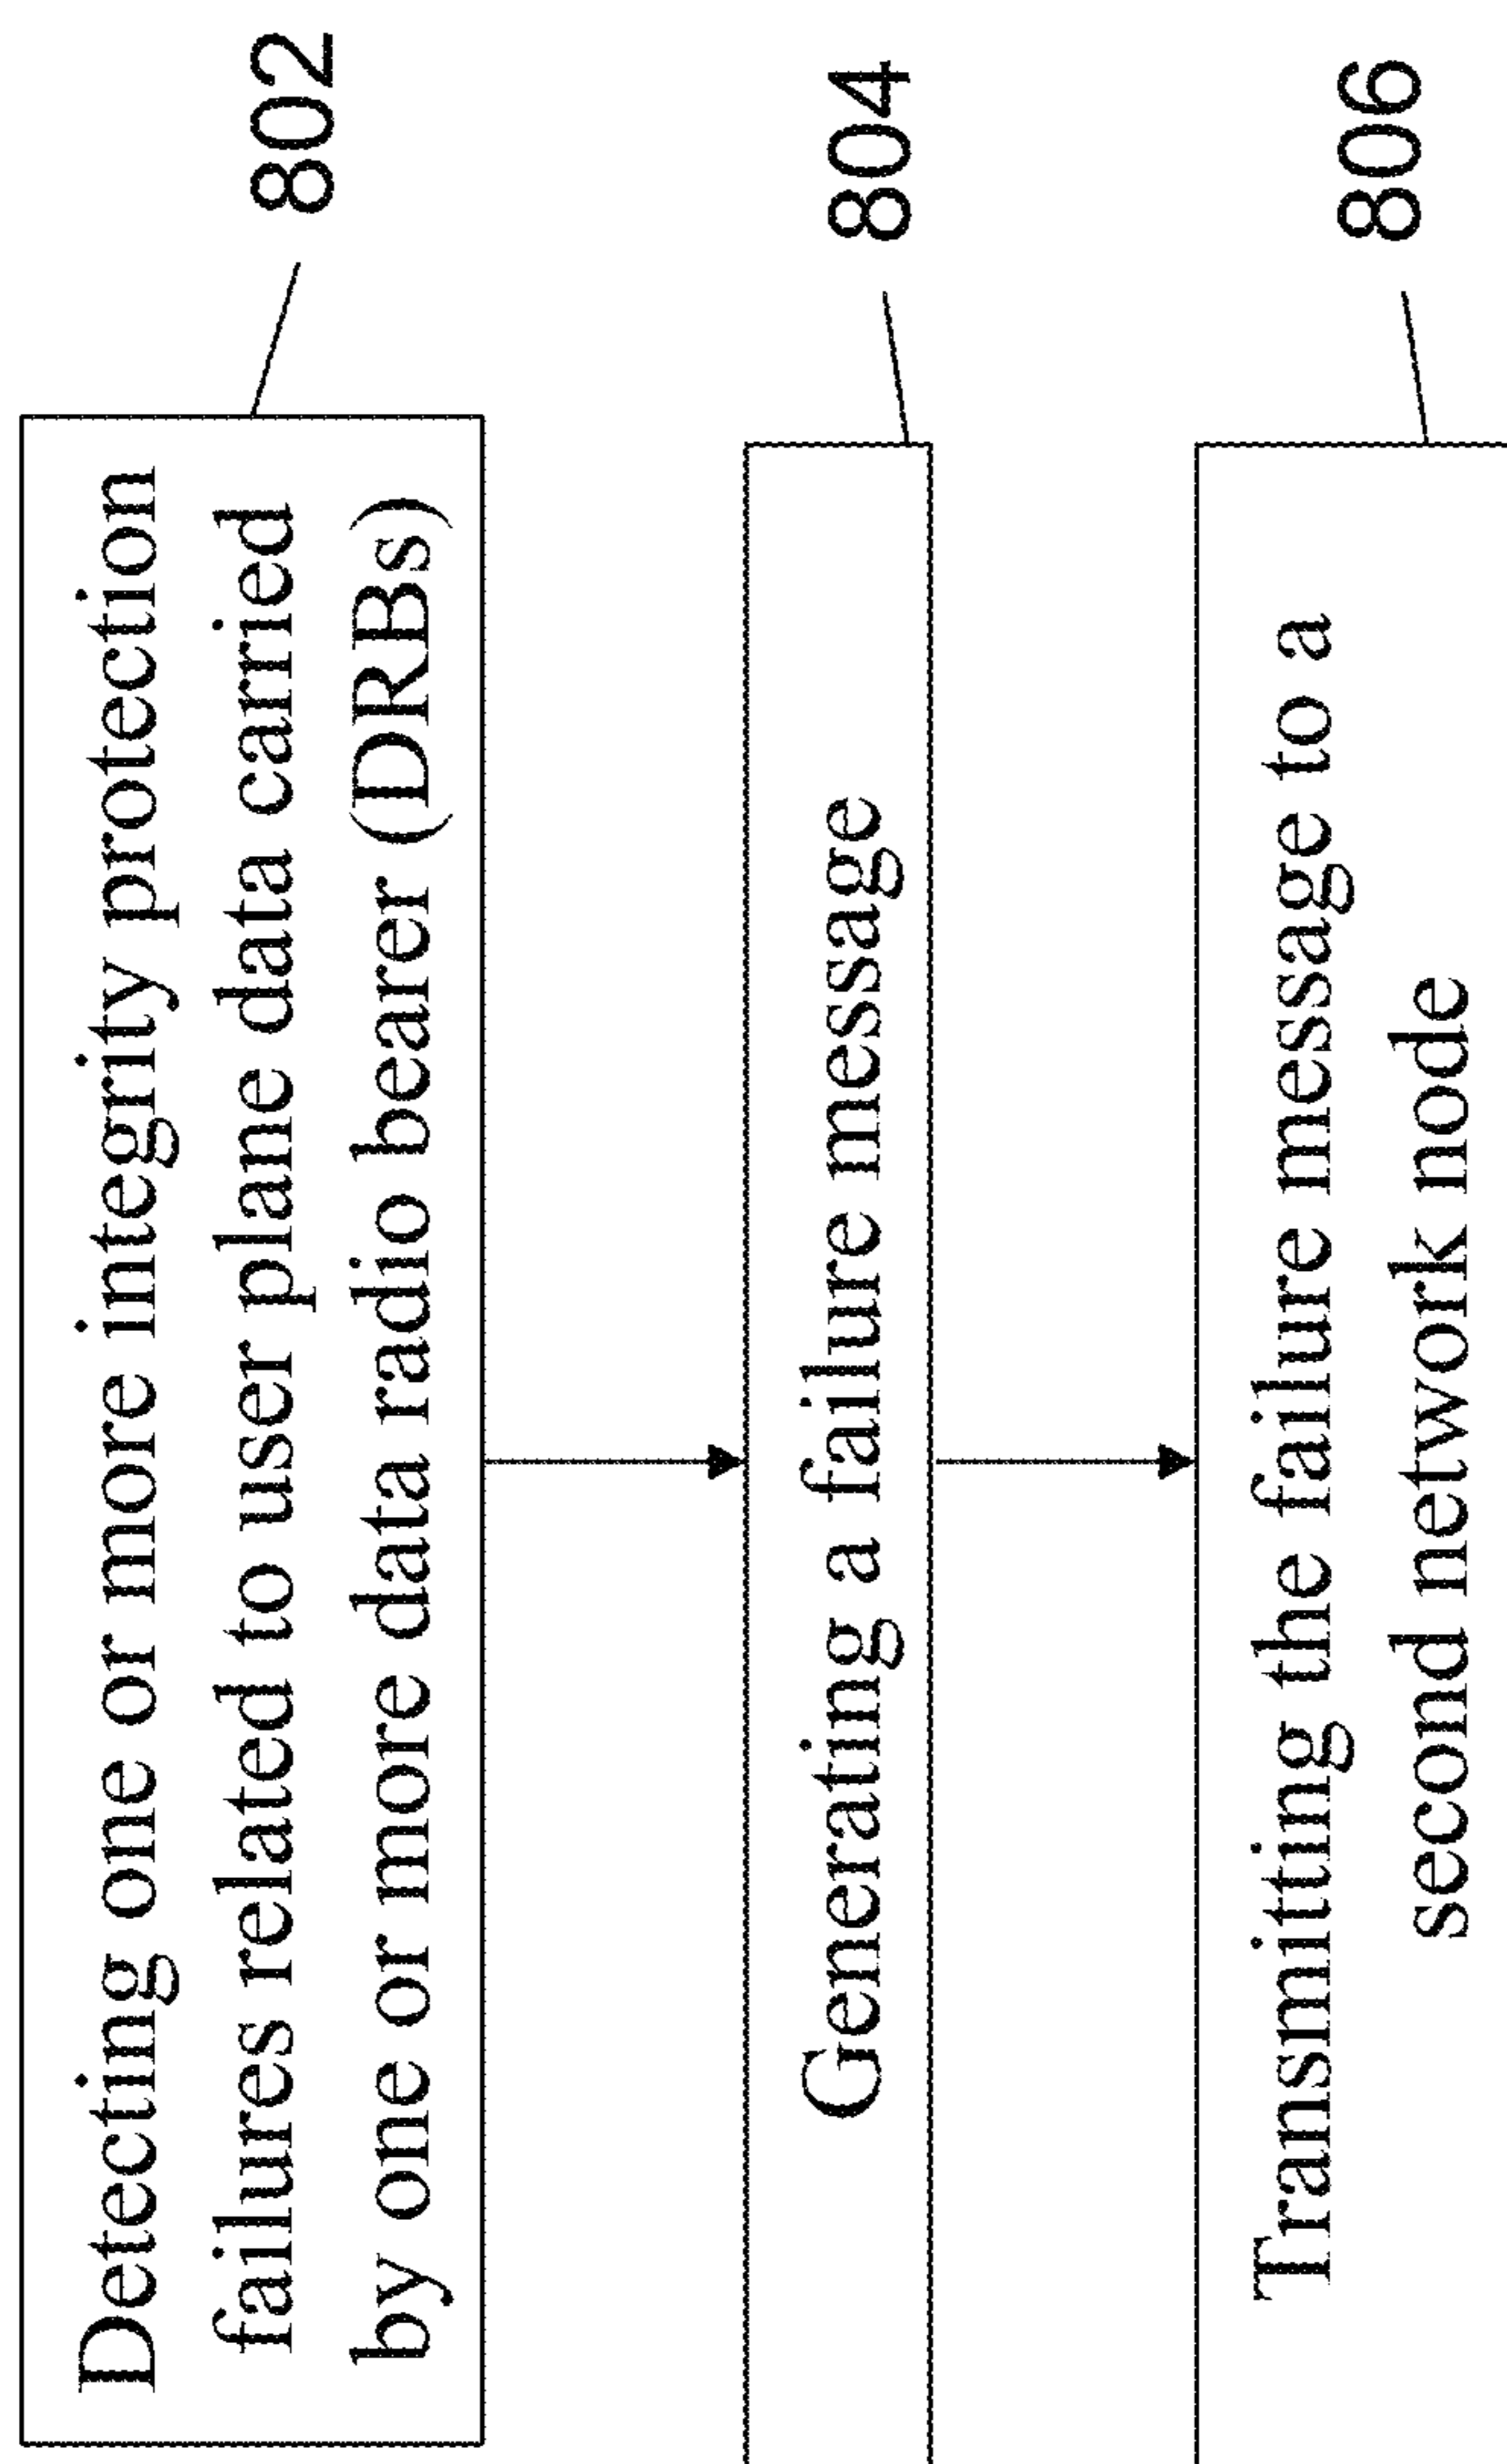 Detecting one or more integrity protection
failures related to user plane data carried
by one or more data radio bearer (DRBs)
802
Generating a failure message
804
Transmitting the failure message to a
second network node
806